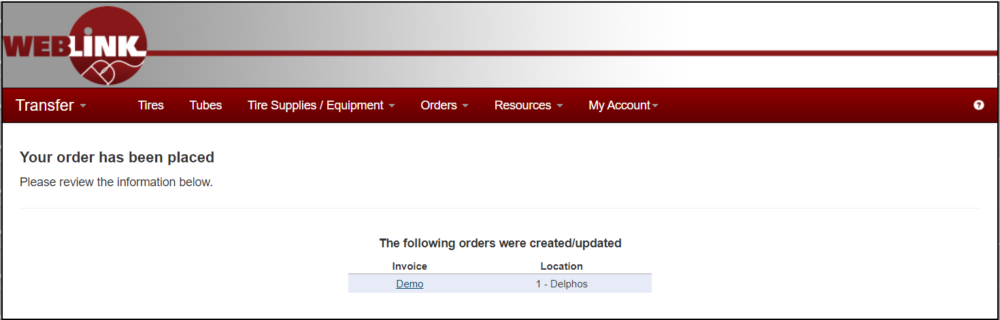 WEBLINK
Transfer Tires Tubes Tire Supplies / Equipment Orders Resources My Account ?
Your order has been placed
Please review the information below.
The following orders were created/updated
Invoice Location
Demo 1 - Delphos